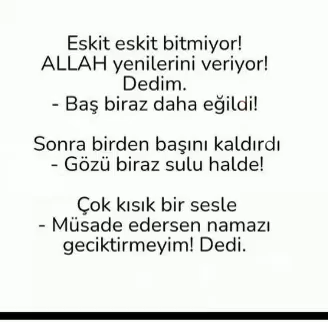 Eskit eskit bitmiyor!
ALLAH yenilerini veriyor!
Dedim.
- Baş biraz daha eğildi!
Sonra birden başını kaldırdı
- Gözü biraz sulu halde!
Çok kısık bir sesle
- Müsade edersen namazı
geciktirmeyim! Dedi.